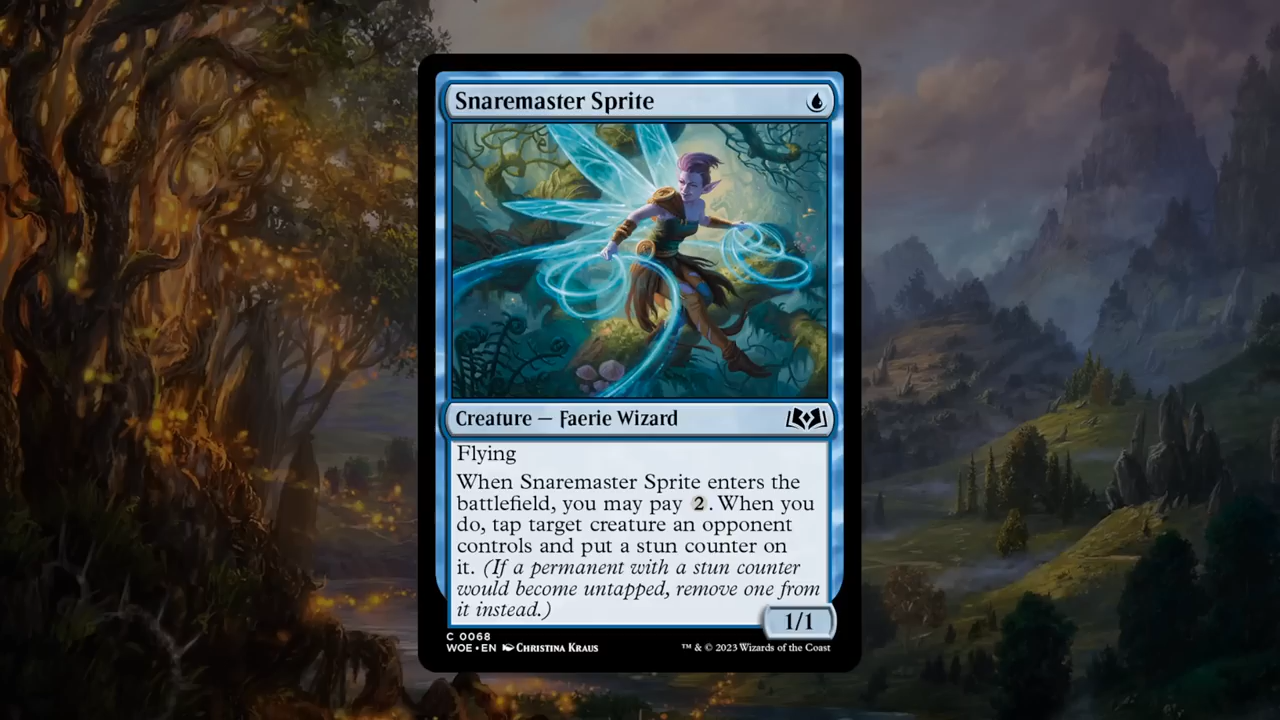 Snaremaster Sprite
Creature — Faerie Wizard
Flying
When Snaremaster Sprite enters the
battlefield, you may pay 2. When you
do, tap target creature an opponent
controls and put a stun counter on
it. (If a permanent with a stun counter
would become untapped, remove one from
it instead.)
1/1
C 0068
WOE • EN Christina Kraus
™ & © 2023 Wizards of the Coast